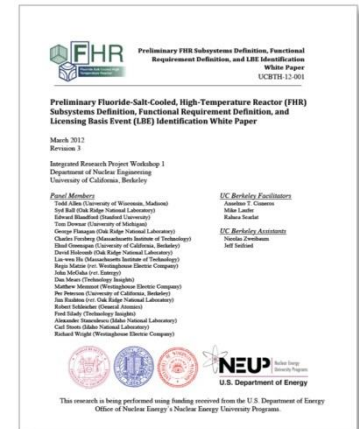 FHR
Preliminary FHR Subsystems Definition, Functional
Requirement Definition, and LBE Identification
White Paper
UCBTH-12-001
Preliminary Fluoride-Salt-Cooled, High-Temperature Reactor (FHR)
Subsystems Definition, Functional Requirement Definition, and
Licensing Basis Event (LBE) Identification White Paper
March 2012
Revision 3
Integrated Research Project Workshop 1
Department of Nuclear Engineering
University of California, Berkeley
Panel Members
Todd Allen (University of Wisconsin, Madison)
Syd Ball (Oak Ridge National Laboratory)
Edward Blandford (Stanford University)
Tom Downar (University of Michigan)
George Flanagan (Oak Ridge National Laboratory)
Charles Forsberg (Massachusetts Institute of Technology)
Ehud Greenspan (University of California, Berkeley)
David Holcomb (Oak Ridge National Laboratory)
Lin-wen Hu (Massachusetts Institute of Technology)
Regis Matzie (ret. Westinghouse Electric Company)
John McGaha (ret. Entergy)
Dan Mears (Technology Insights)
Matthew Memmott (Westinghouse Electric Company)
Per Peterson (University of California, Berkeley)
Jan Rushton (ret. Oak Ridge National Laboratory)
Robert Schleicher (General Atomics)
Fred Silady (Technology Insights)
Alexander Stanculescu (Idaho National Laboratory)
Carl Stoots (Idaho National Laboratory)
Richard Wright (Westinghouse Electric Company)
UC Berkeley Facilitators
Anselmo T. Cisneros
Mike Laufer
Raluca Scarlat
UC Berkeley Assistants
Nicolas Zweibaum
Jeff Seifried
NEUP
Nuclear Energy
University Programs
U.S. Department of Energy
This research is being performed using funding received from the U.S. Department of Energy
Office of Nuclear Energy's Nuclear Energy University Programs.